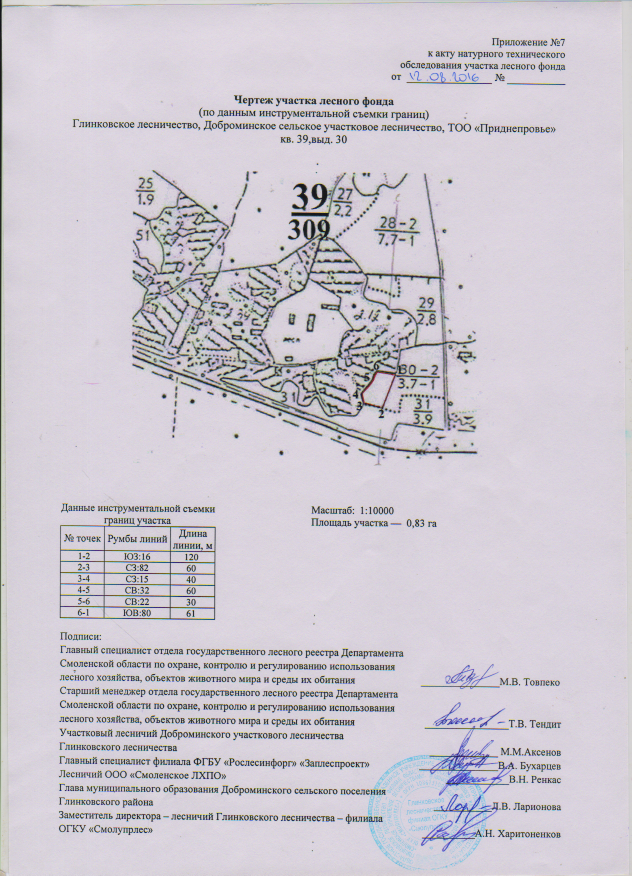 Приложение №7
к акту натурного технического
обследования участка лесного фонда
от 12.08.2016 №
Чертеж участка лесного фонда
(по данным инструментальной съемки границ)
Глинковское лесничество, Доброминское сельское участковое лесничество, ТОО «Приднепровье»
кв. 39,выд. 30
25
1.9
51
39
309
27
2,2
28-2
7.7-1
29
2,8
30-2
3.7-1
31
3.9
31
6
5
4
3
2
Данные инструментальной съемки
границ участка
№ точек Румбы линий Длина линии, м
1-2 ЮЗ:16 120
2-3 СЗ:82 60
3-4 СЗ:15 40
4-5 СВ:32 60
5-6 СВ:22 30
6-1 ЮВ:80 61
Масштаб: 1:10000
Площадь участка — 0,83 га
Подписи:
Главный специалист отдела государственного лесного реестра Департамента
Смоленской области по охране, контролю и регулированию использования
лесного хозяйства, объектов животного мира и среды их обитания М.В. Товпеко
Старший менеджер отдела государственного лесного реестра Департамента
Смоленской области по охране, контролю и регулированию использования
лесного хозяйства, объектов животного мира и среды их обитания Т.В. Тендит
Участковый лесничий Доброминского участкового лесничества
Глинковского лесничества М.М.Аксенов
Главный специалист филиала ФГБУ «Рослесинфорг» «Заплеспроект» В.А. Бухарцев
Лесничий ООО «Смоленское ЛХПО» В.Н. Ренкас
Глава муниципального образования Доброминского сельского поселения
Глинковского района Л.В. Ларионова
Заместитель директора – лесничий Глинковского лесничества – филиала
ОГКУ «Смолупрлес» А.Н. Харитоненков